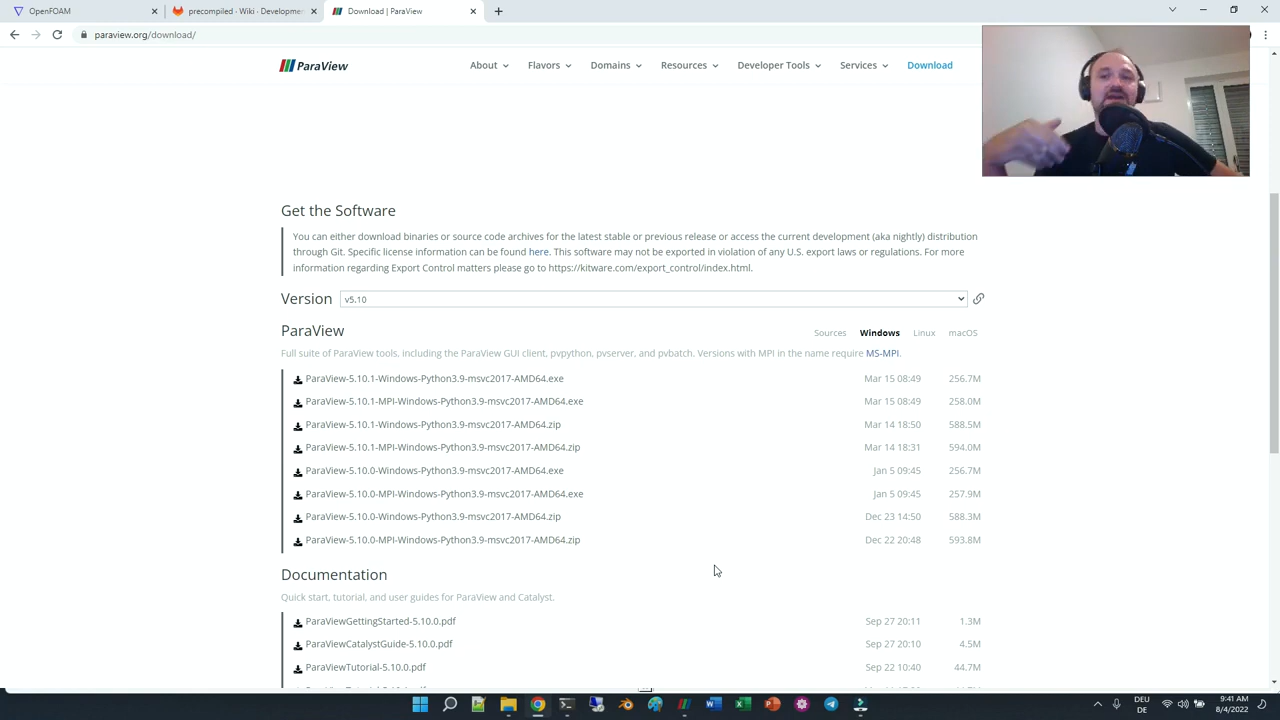 OpenFOAM
precompiled · Wiki · Developmen
Download | ParaView
paraview.org/download/
ParaView
About
Flavors
Domains
Resources
Developer Tools
Services
Download
Get the Software
You can either download binaries or source code archives for the latest stable or previous release or access the current development (aka nightly) distribution
through Git. Specific license information can be found here. This software may not be exported in violation of any U.S. export laws or regulations. For more
information regarding Export Control matters please go to https://kitware.com/export_control/index.html.
Version v5.10
ParaView Sources Windows Linux macOS
Full suite of ParaView tools, including the ParaView GUI client, pvpython, pvserver, and pvbatch. Versions with MPI in the name require MS-MPI.
ParaView-5.10.1-Windows-Python3.9-msvc2017-AMD64.exe Mar 15 08:49 256.7M
ParaView-5.10.1-MPI-Windows-Python3.9-msvc2017-AMD64.exe Mar 15 08:49 258.0M
ParaView-5.10.1-Windows-Python3.9-msvc2017-AMD64.zip Mar 14 18:50 588.5M
ParaView-5.10.1-MPI-Windows-Python3.9-msvc2017-AMD64.zip Mar 14 18:31 594.0M
ParaView-5.10.0-Windows-Python3.9-msvc2017-AMD64.exe Jan 5 09:45 256.7M
ParaView-5.10.0-MPI-Windows-Python3.9-msvc2017-AMD64.exe Jan 5 09:45 257.9M
ParaView-5.10.0-Windows-Python3.9-msvc2017-AMD64.zip Dec 23 14:50 588.3M
ParaView-5.10.0-MPI-Windows-Python3.9-msvc2017-AMD64.zip Dec 22 20:48 593.8M
Documentation
Quick start, tutorial, and user guides for ParaView and Catalyst.
ParaViewGettingStarted-5.10.0.pdf Sep 27 20:11 1.3M
ParaViewCatalystGuide-5.10.0.pdf Sep 27 20:10 4.5M
ParaViewTutorial-5.10.0.pdf Sep 22 10:40 44.7M
DEU
DE
9:41 AM
8/4/2022